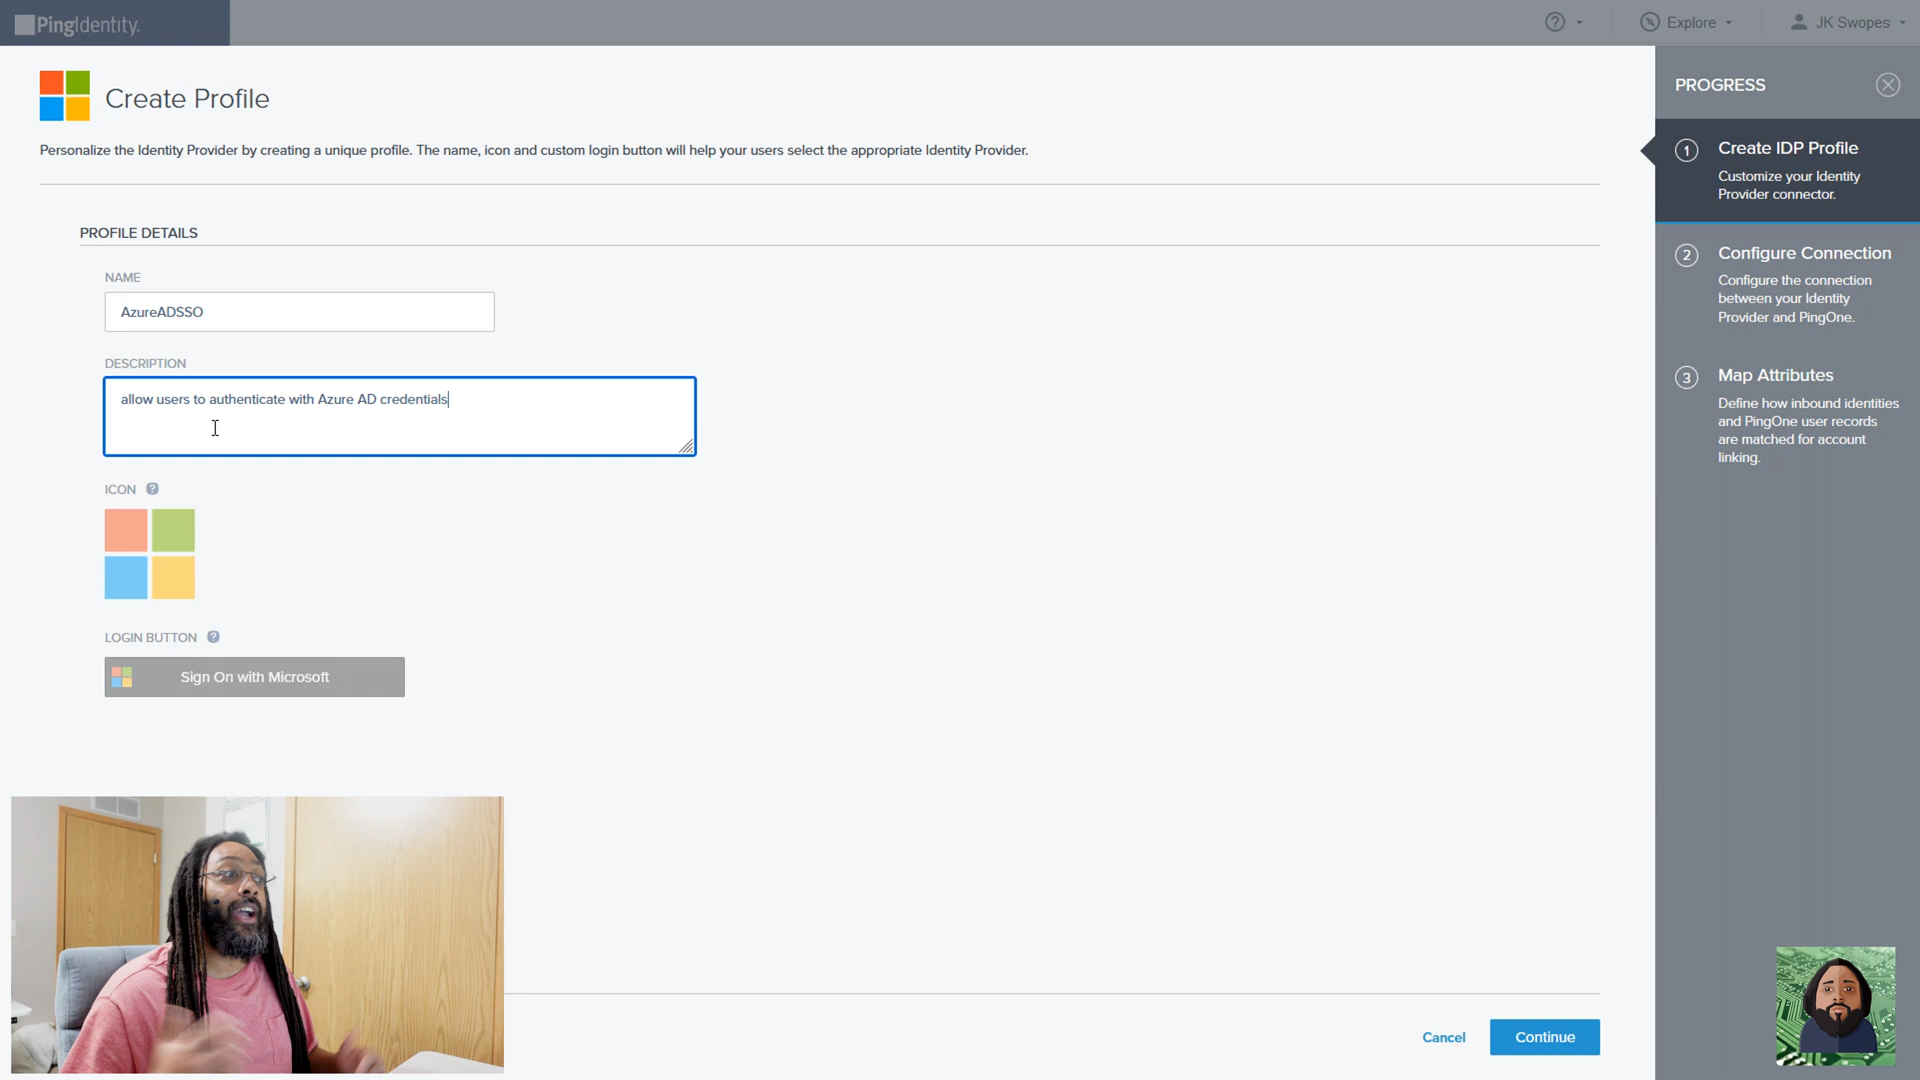 PingIdentity.
Explore
JK Swopes
Create Profile
Personalize the Identity Provider by creating a unique profile. The name, icon and custom login button will help your users select the appropriate Identity Provider.
PROFILE DETAILS
NAME
AzureADSSO
DESCRIPTION
allow users to authenticate with Azure AD credentials
ICON ?
LOGIN BUTTON ?
Sign On with Microsoft
Cancel
Continue
PROGRESS
1 Create IDP Profile
Customize your Identity
Provider connector.
2 Configure Connection
Configure the connection
between your Identity
Provider and PingOne.
3 Map Attributes
Define how inbound identities
and PingOne user records
are matched for account
linking.